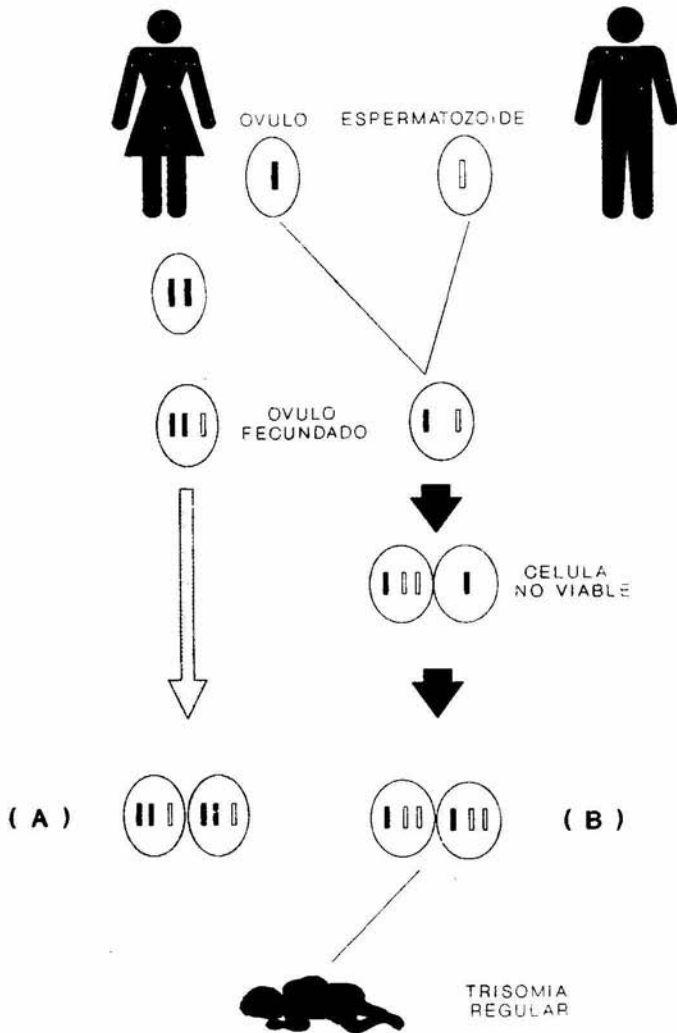 OVULO
ESPERMATOZOiDE
OVULO
FECUNDADO
CELULA
NO VIABLE
( A )
( B )
TRISOMIA
REGULAR